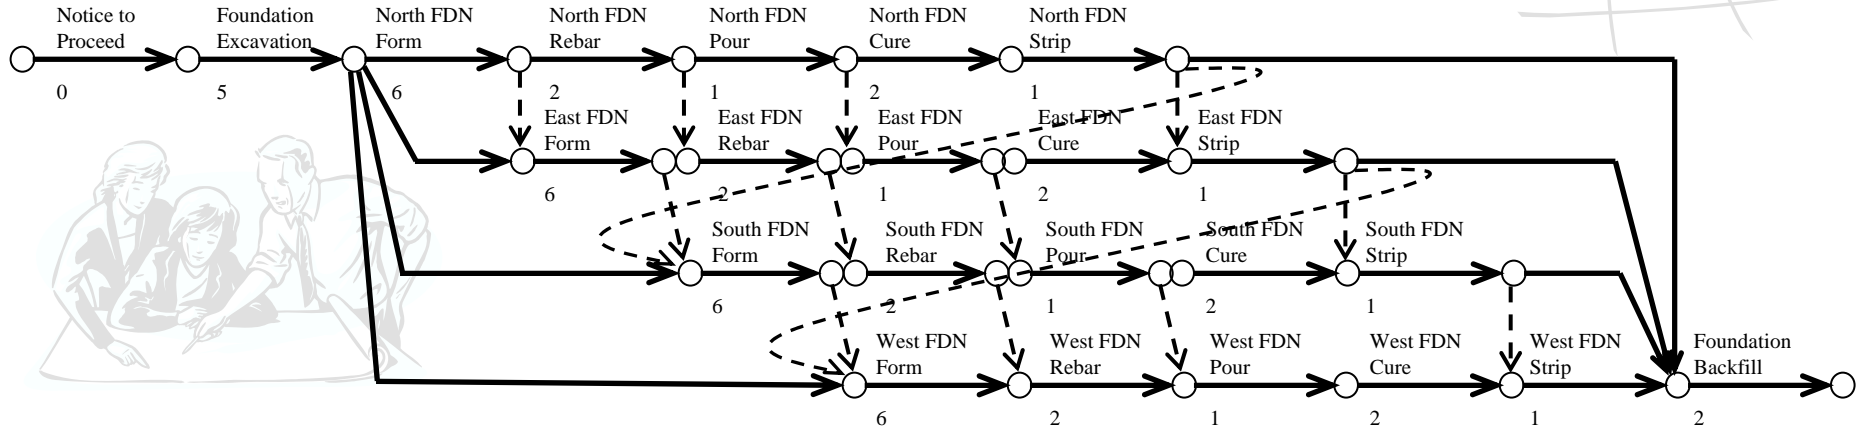 Notice to
Proceed
0
Foundation
Excavation
5
North FDN
Form
6
North FDN
Rebar
2
North FDN
Pour
1
North FDN
Cure
2
North FDN
Strip
1
East FDN
Form
6
East FDN
Rebar
2
East FDN
Pour
1
East FDN
Cure
2
East FDN
Strip
1
South FDN
Form
6
South FDN
Rebar
2
South FDN
Pour
1
South FDN
Cure
2
South FDN
Strip
1
West FDN
Form
6
West FDN
Rebar
2
West FDN
Pour
1
West FDN
Cure
2
West FDN
Strip
1
Foundation
Backfill
2